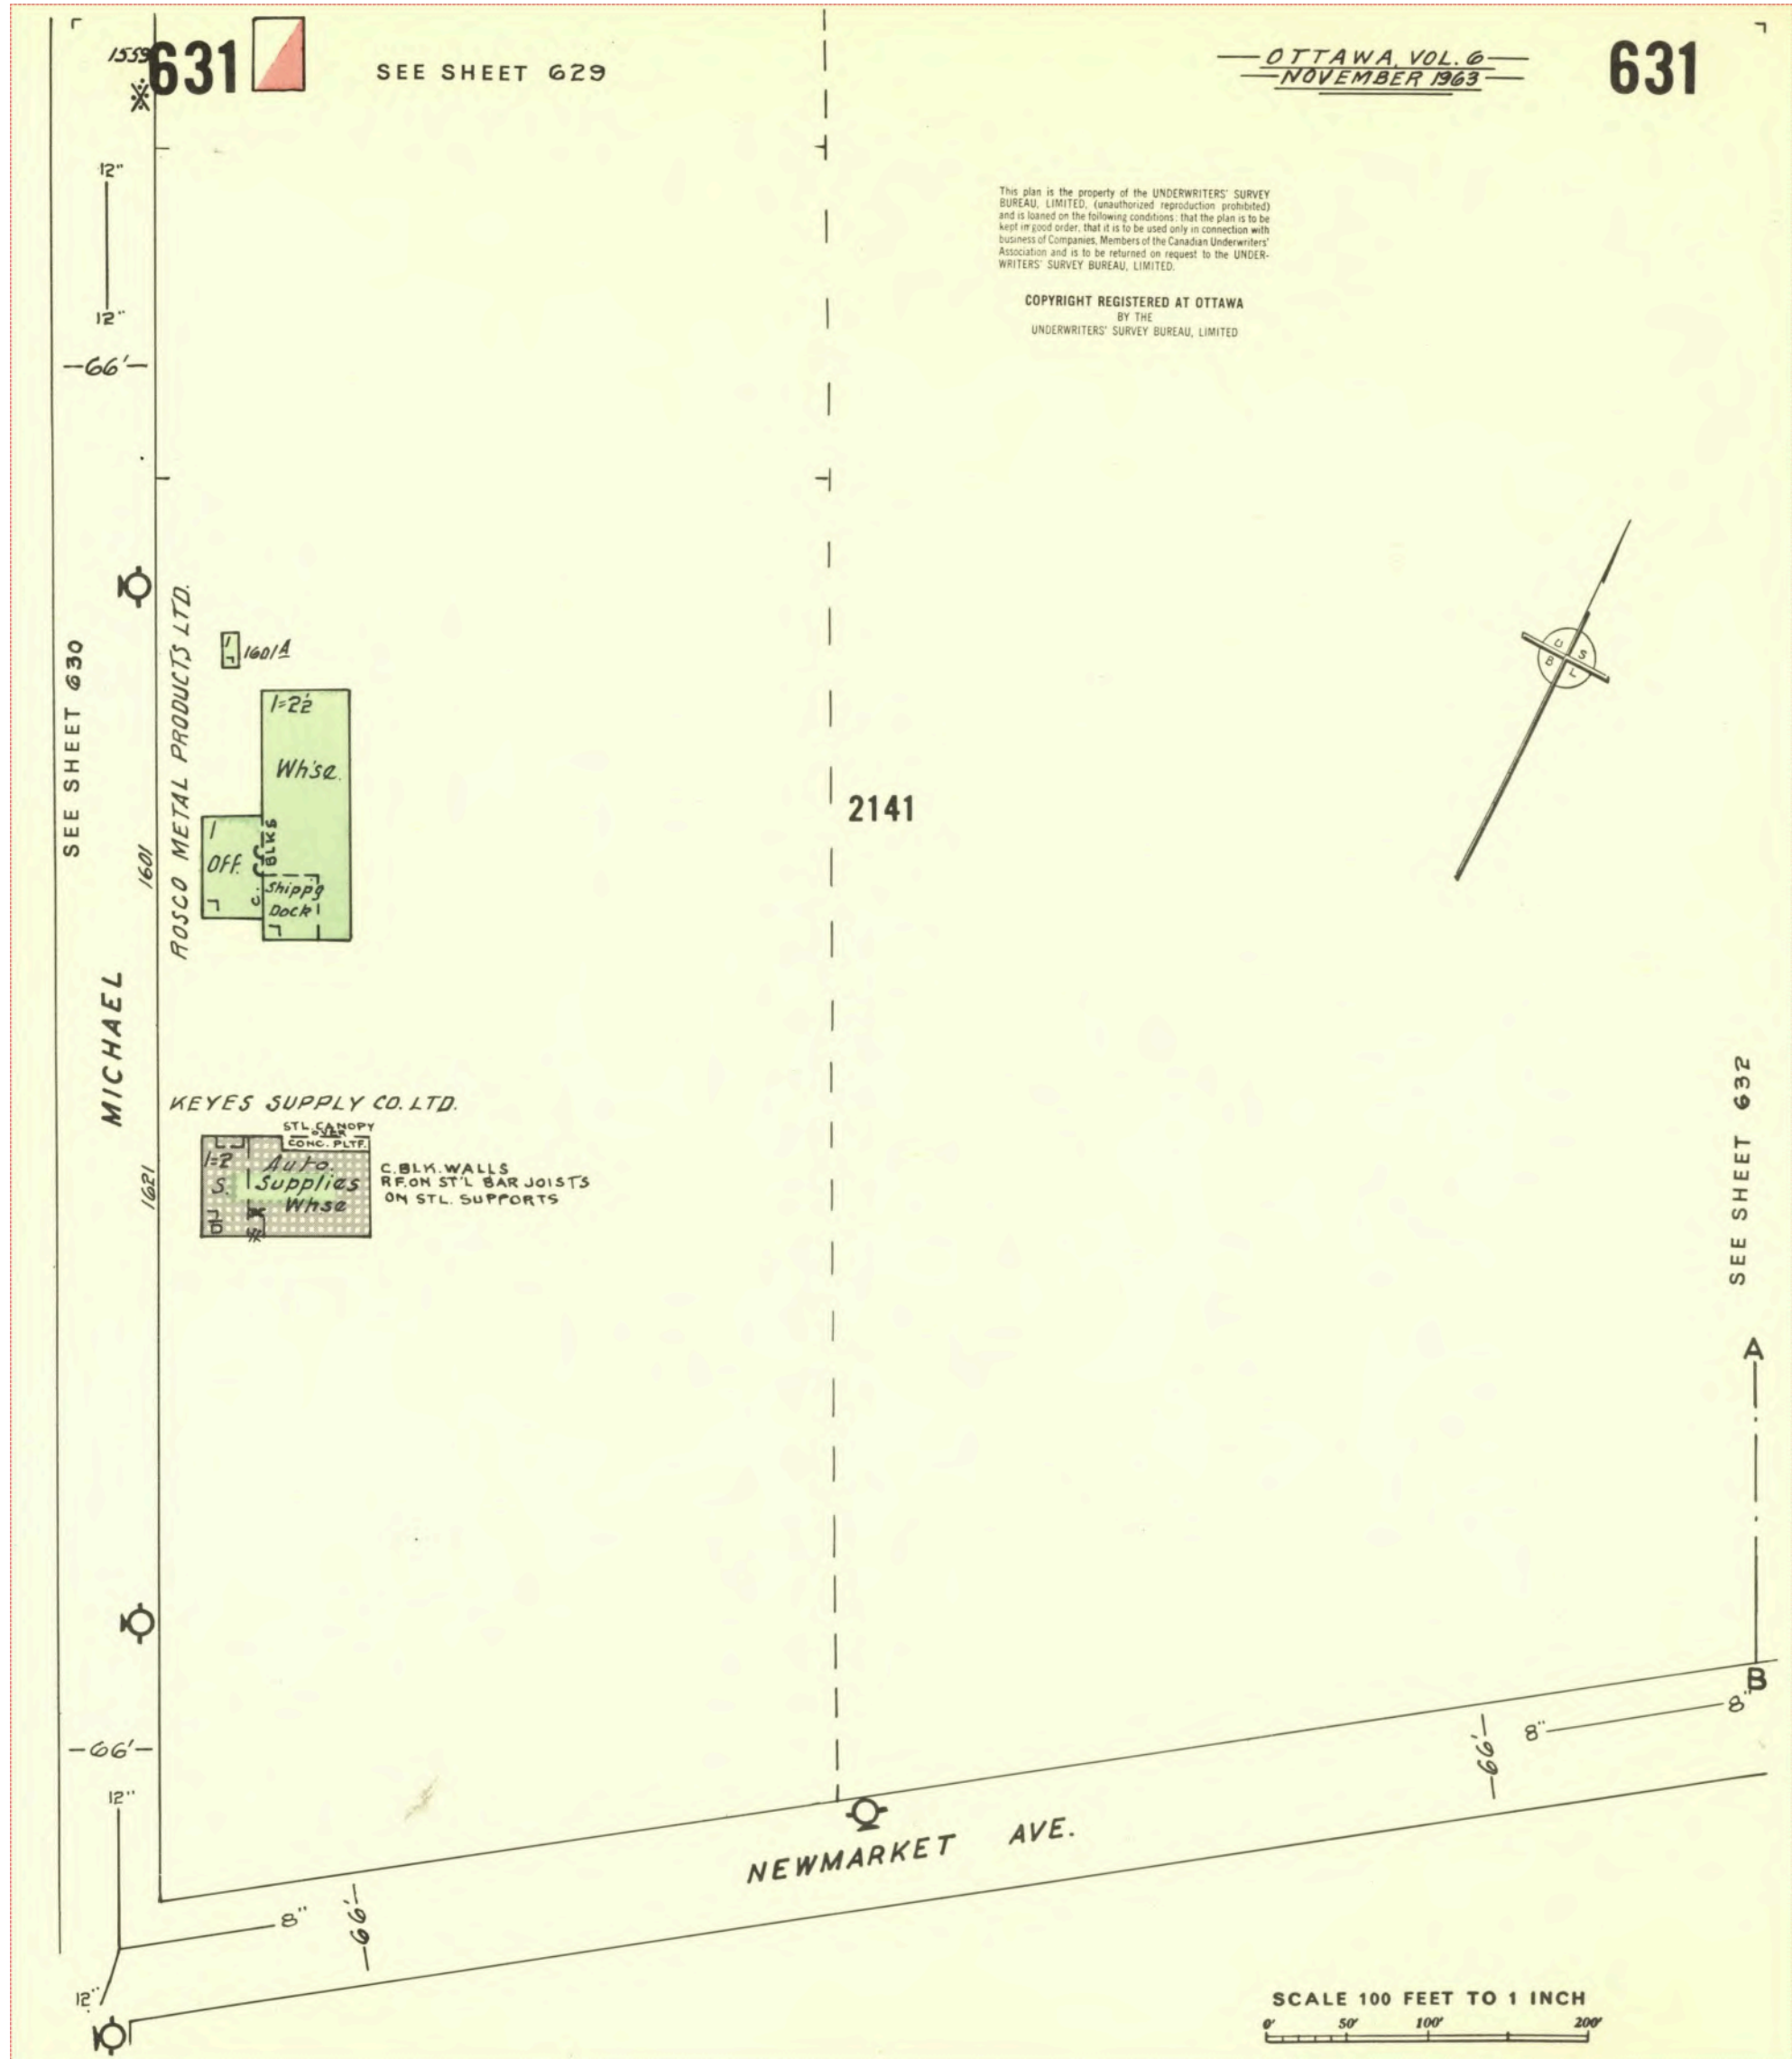 1559
631
SEE SHEET 629
OTTAWA, VOL. 6
NOVEMBER 1963
631
12"
12"
—66'—
This plan is the property of the UNDERWRITERS' SURVEY
BUREAU, LIMITED, (unauthorized reproduction prohibited)
and is loaned on the following conditions: that the plan is to be
kept in good order, that it is to be used only in connection with
business of Companies, Members of the Canadian Underwriters'
Association and is to be returned on request to the UNDER-
WRITERS' SURVEY BUREAU, LIMITED.
COPYRIGHT REGISTERED AT OTTAWA
BY THE
UNDERWRITERS' SURVEY BUREAU, LIMITED
SEE SHEET 630
ROSCO METAL PRODUCTS LTD.
1
1601A
1=2½
Wh'se.
1601
1
OFF.
C. BLKS
Shipp'g
Dock
2141
U S
B L
MICHAEL
KEYES SUPPLY CO. LTD.
STL. CANOPY
OVER
CONC. PLTF.
1621
1=2
S.
Auto.
Supplies
Whse
D
C.BLK. WALLS
RF. ON ST'L BAR JOISTS
ON STL. SUPPORTS
SEE SHEET 632
A
B
8"
8"
—66'—
—66'—
12"
NEWMARKET AVE.
8"
—66'—
12"
SCALE 100 FEET TO 1 INCH
0' 50' 100' 200'